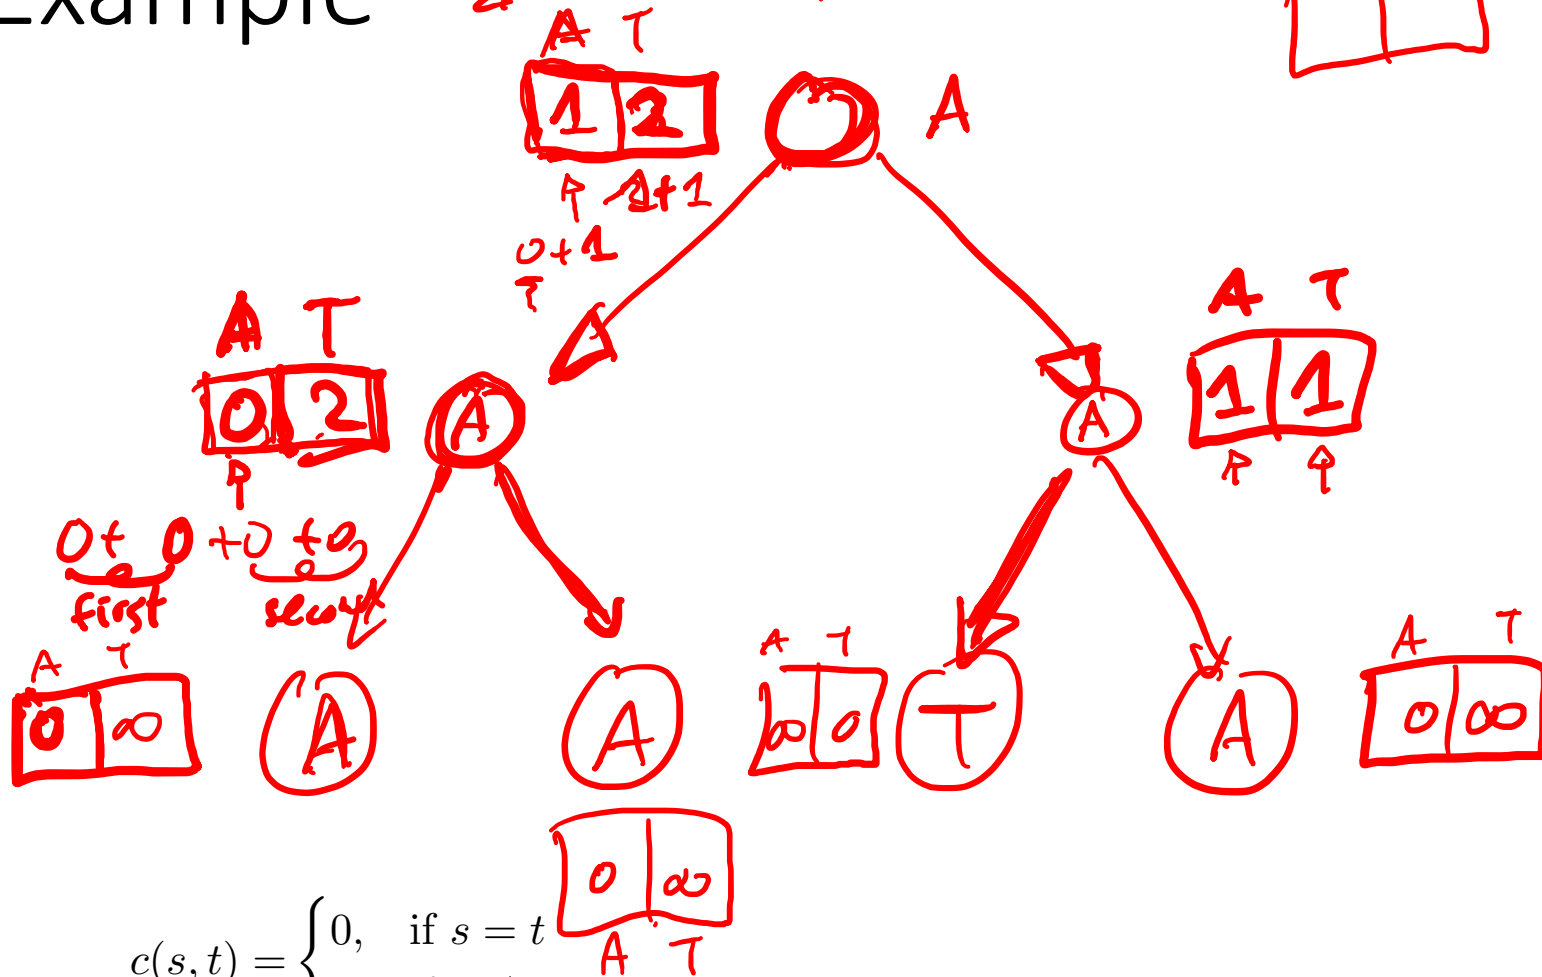 Example
A T
1 2 A
1+1
0+1
A T A T
0 2 A A 1 1
0+ 0 +0 +0
first second
A T A T A T
0 ∞ A A ∞ 0 T A 0 ∞
0 ∞
A T
c(s, t) = { 0, if s = t